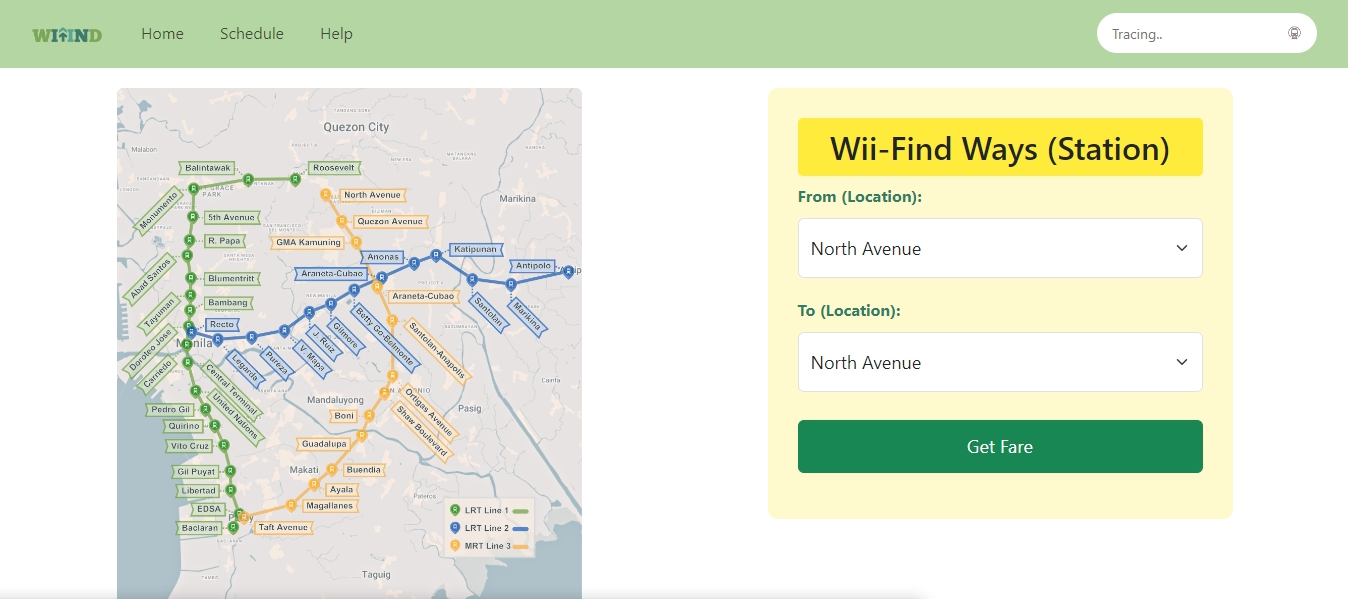 WIIND
Home
Schedule
Help
Tracing..
Quezon City
Malabon
Marikina
Balintawak
Roosevelt
Monumento
North Avenue
5th Avenue
Quezon Avenue
R. Papa
GMA Kamuning
Anonas
Katipunan
Abad Santos
Blumentritt
Araneta-Cubao
Antipolo
Tayuman
Bambang
Araneta-Cubao
Santolan
Marikina
Doroteo Jose
Recto
Manila
Legarda
Pureza
V. Mapa
J. Ruiz
Gilmore
Betty Go-Belmonte
Santolan-Anapolis
Carriedo
Central Terminal
United Nations
Cainta
Mandaluyong
Ortigas Avenue
Shaw Boulevard
Pasig
Pedro Gil
Boni
Quirino
Vito Cruz
Guadalupa
Gil Puyat
Makati
Buendia
Libertad
Ayala
Pateros
EDSA
Magallanes
Baclaran
Taft Avenue
LRT Line 1
LRT Line 2
MRT Line 3
Taguig
Wii-Find Ways (Station)
From (Location):
North Avenue
To (Location):
North Avenue
Get Fare